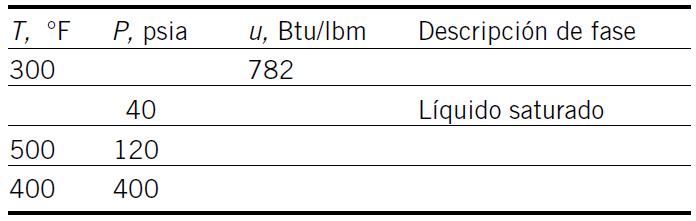 T, °F P, psia u, Btu/lbm Descripción de fase
300 782
40 Líquido saturado
500 120
400 400